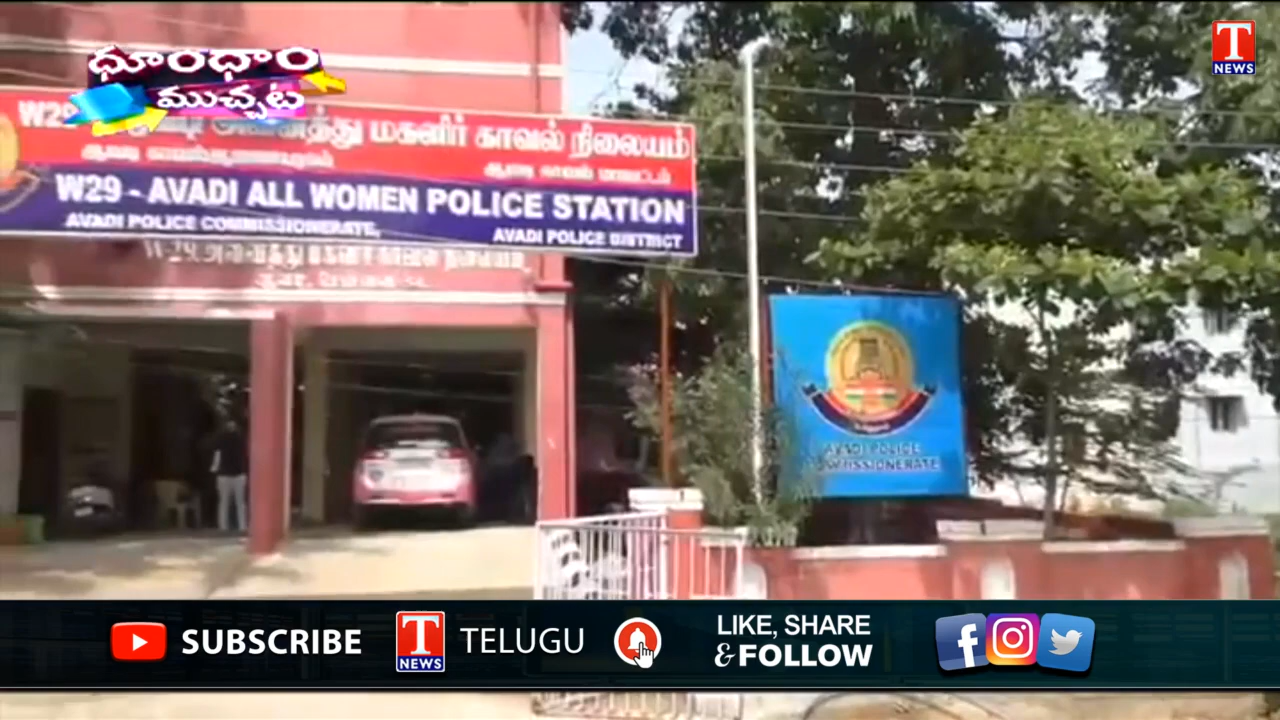 ధూంధాం
ముచ్చట
T
NEWS
W29
மகளிர் காவல் நிலையம்
W29 - AVADI ALL WOMEN POLICE STATION
AVADI POLICE COMMISSIONERATE,
AVADI POLICE DISTRICT
AVADI POLICE
COMMISSIONERATE
SUBSCRIBE
T
NEWS
TELUGU
LIKE, SHARE
& FOLLOW